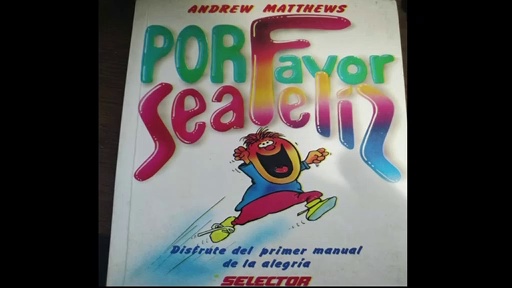 ANDREW MATTHEWS
POR Favor
Sea Feliz
Disfrute del primer manual
de la alegría
SELECTOR